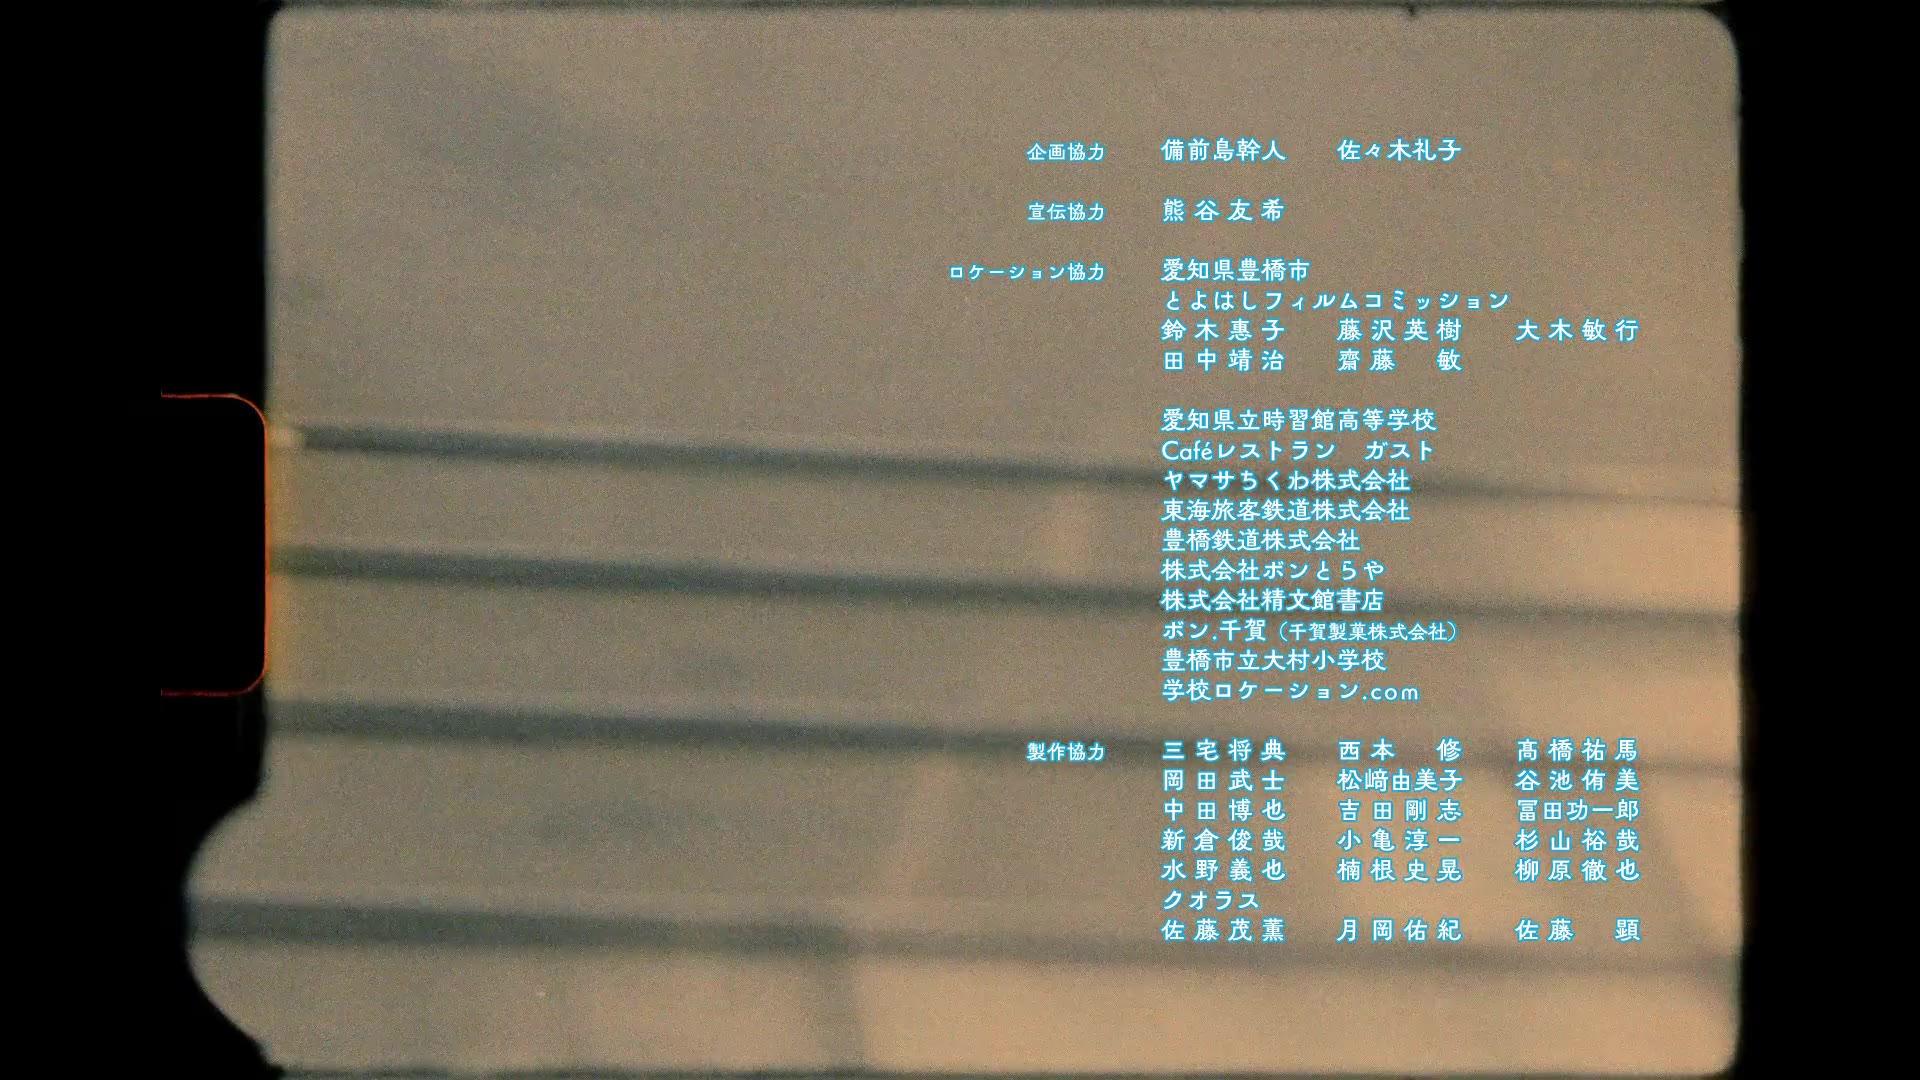 企画協力 備前島幹人 佐々木礼子
宣伝協力 熊谷友希
ロケーション協力 愛知県豊橋市
とよはしフィルムコミッション
鈴木惠子 藤沢英樹 大木敏行
田中靖治 齋藤 敏
愛知県立時習館高等学校
Caféレストラン ガスト
ヤマサちくわ株式会社
東海旅客鉄道株式会社
豊橋鉄道株式会社
株式会社ボンとらや
株式会社精文館書店
ボン.千賀（千賀製菓株式会社）
豊橋市立大村小学校
学校ロケーション.com
製作協力 三宅将典 西本 修 髙橋祐馬
岡田武士 松﨑由美子 谷池侑美
中田博也 吉田剛志 冨田功一郎
新倉俊哉 小亀淳一 杉山裕哉
水野義也 楠根史晃 柳原徹也
クオラス
佐藤茂薫 月岡佑紀 佐藤 顕